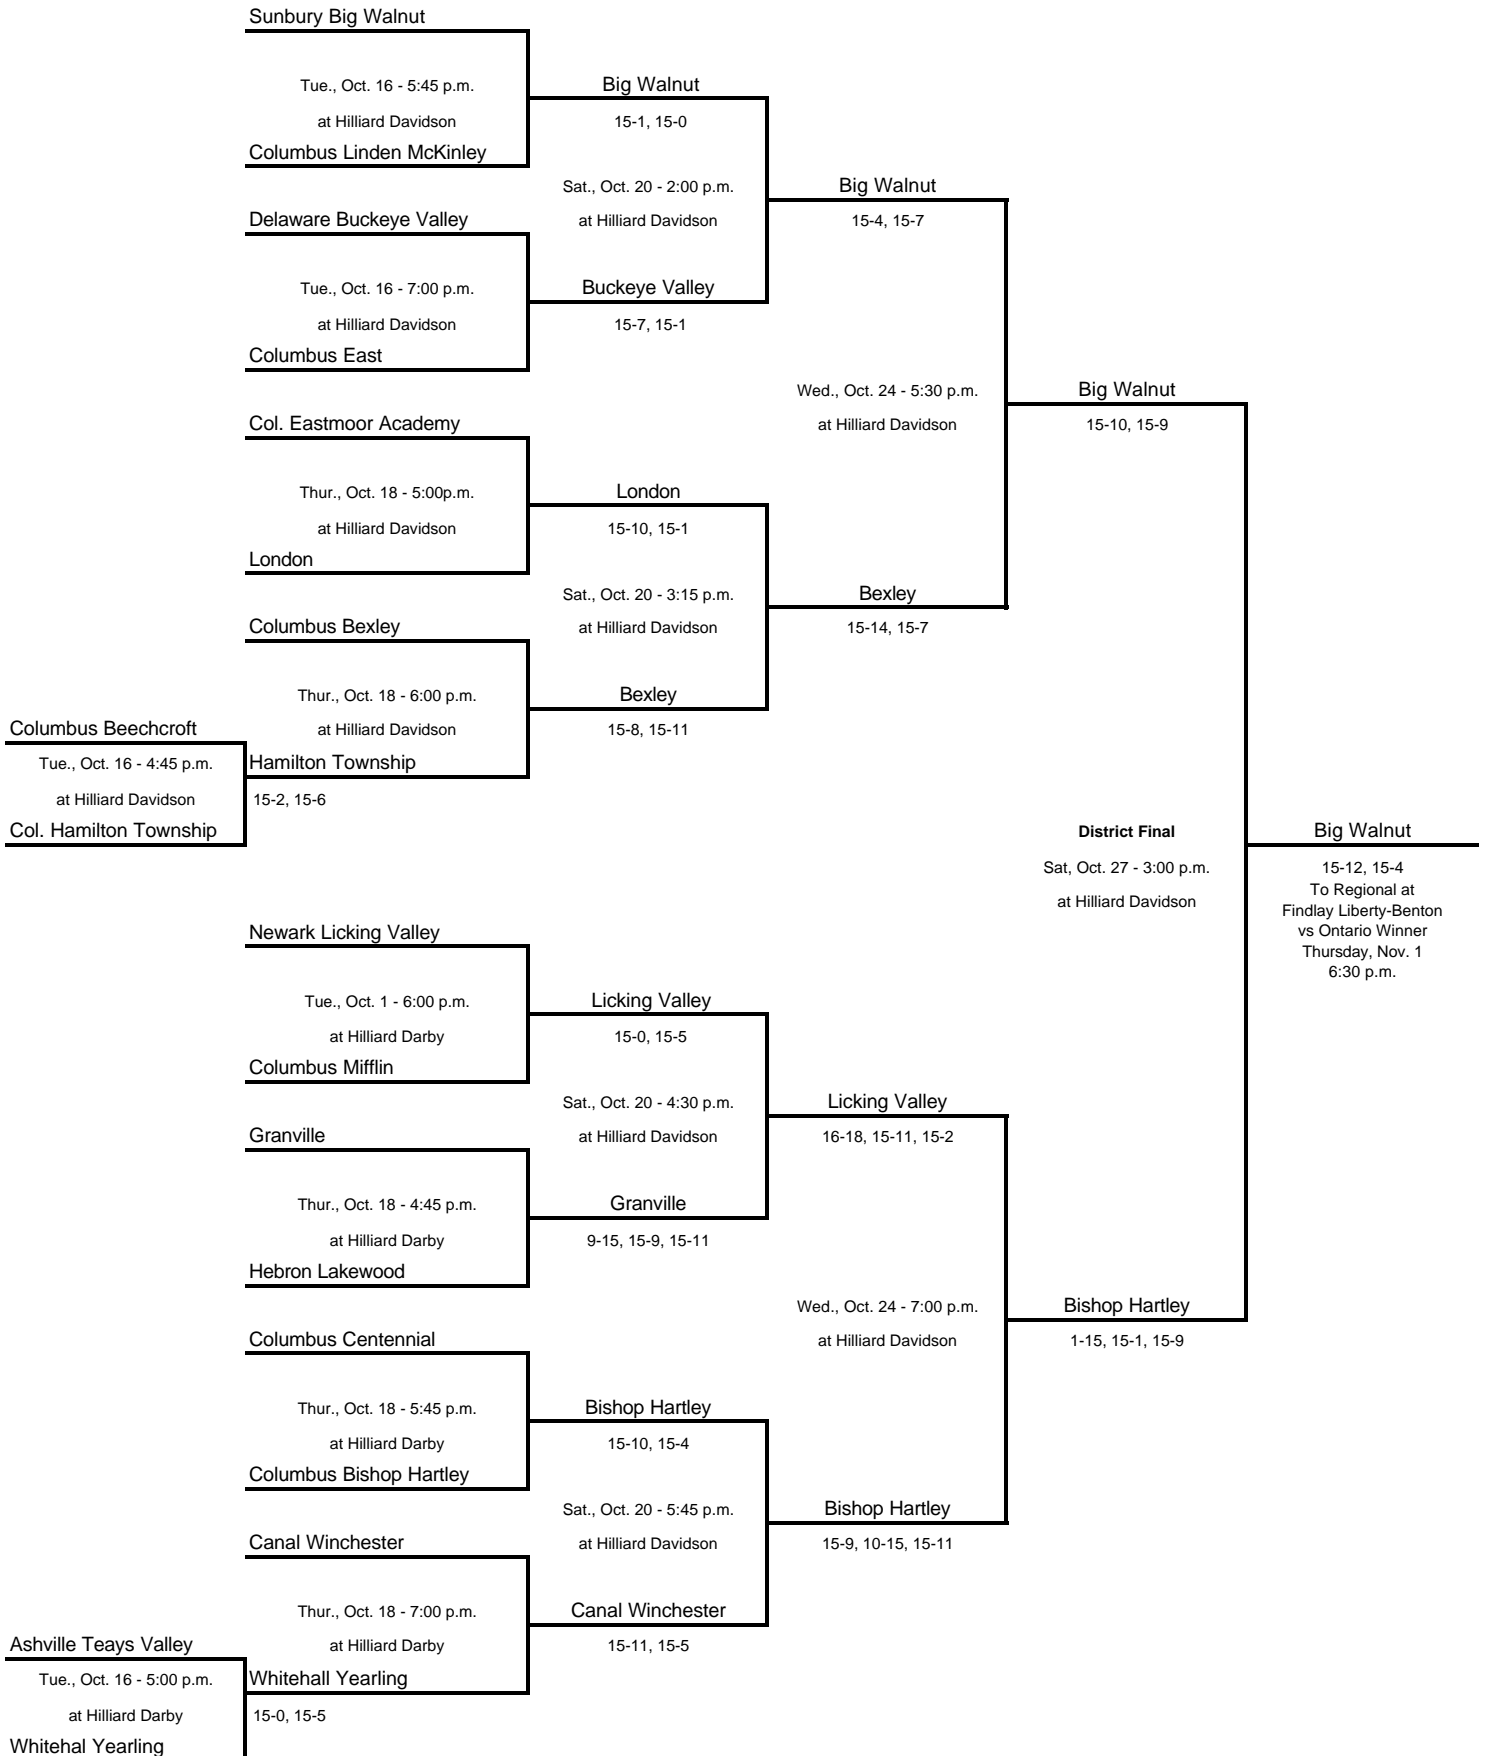 Sunbury Big Walnut
Tue., Oct. 16 - 5:45 p.m.
Big Walnut
at Hilliard Davidson
15-1, 15-0
Columbus Linden McKinley
Sat., Oct. 20 - 2:00 p.m.
Big Walnut
Delaware Buckeye Valley
at Hilliard Davidson
15-4, 15-7
Tue., Oct. 16 - 7:00 p.m.
Buckeye Valley
at Hilliard Davidson
15-7, 15-1
Columbus East
Wed., Oct. 24 - 5:30 p.m.
Big Walnut
Col. Eastmoor Academy
at Hilliard Davidson
15-10, 15-9
Thur., Oct. 18 - 5:00p.m.
London
at Hilliard Davidson
15-10, 15-1
London
Sat., Oct. 20 - 3:15 p.m.
Bexley
Columbus Bexley
at Hilliard Davidson
15-14, 15-7
Thur., Oct. 18 - 6:00 p.m.
Bexley
Columbus Beechcroft
at Hilliard Davidson
15-8, 15-11
Tue., Oct. 16 - 4:45 p.m.
Hamilton Township
at Hilliard Davidson
15-2, 15-6
Col. Hamilton Township
District Final
Big Walnut
Sat, Oct. 27 - 3:00 p.m.
15-12, 15-4
at Hilliard Davidson
To Regional at
Findlay Liberty-Benton
vs Ontario Winner
Thursday, Nov. 1
6:30 p.m.
Newark Licking Valley
Tue., Oct. 1 - 6:00 p.m.
Licking Valley
at Hilliard Darby
15-0, 15-5
Columbus Mifflin
Sat., Oct. 20 - 4:30 p.m.
Licking Valley
Granville
at Hilliard Davidson
16-18, 15-11, 15-2
Thur., Oct. 18 - 4:45 p.m.
Granville
at Hilliard Darby
9-15, 15-9, 15-11
Hebron Lakewood
Wed., Oct. 24 - 7:00 p.m.
Bishop Hartley
Columbus Centennial
at Hilliard Davidson
1-15, 15-1, 15-9
Thur., Oct. 18 - 5:45 p.m.
Bishop Hartley
at Hilliard Darby
15-10, 15-4
Columbus Bishop Hartley
Sat., Oct. 20 - 5:45 p.m.
Bishop Hartley
Canal Winchester
at Hilliard Davidson
15-9, 10-15, 15-11
Thur., Oct. 18 - 7:00 p.m.
Canal Winchester
Ashville Teays Valley
at Hilliard Darby
15-11, 15-5
Tue., Oct. 16 - 5:00 p.m.
Whitehall Yearling
at Hilliard Darby
15-0, 15-5
Whitehal Yearling